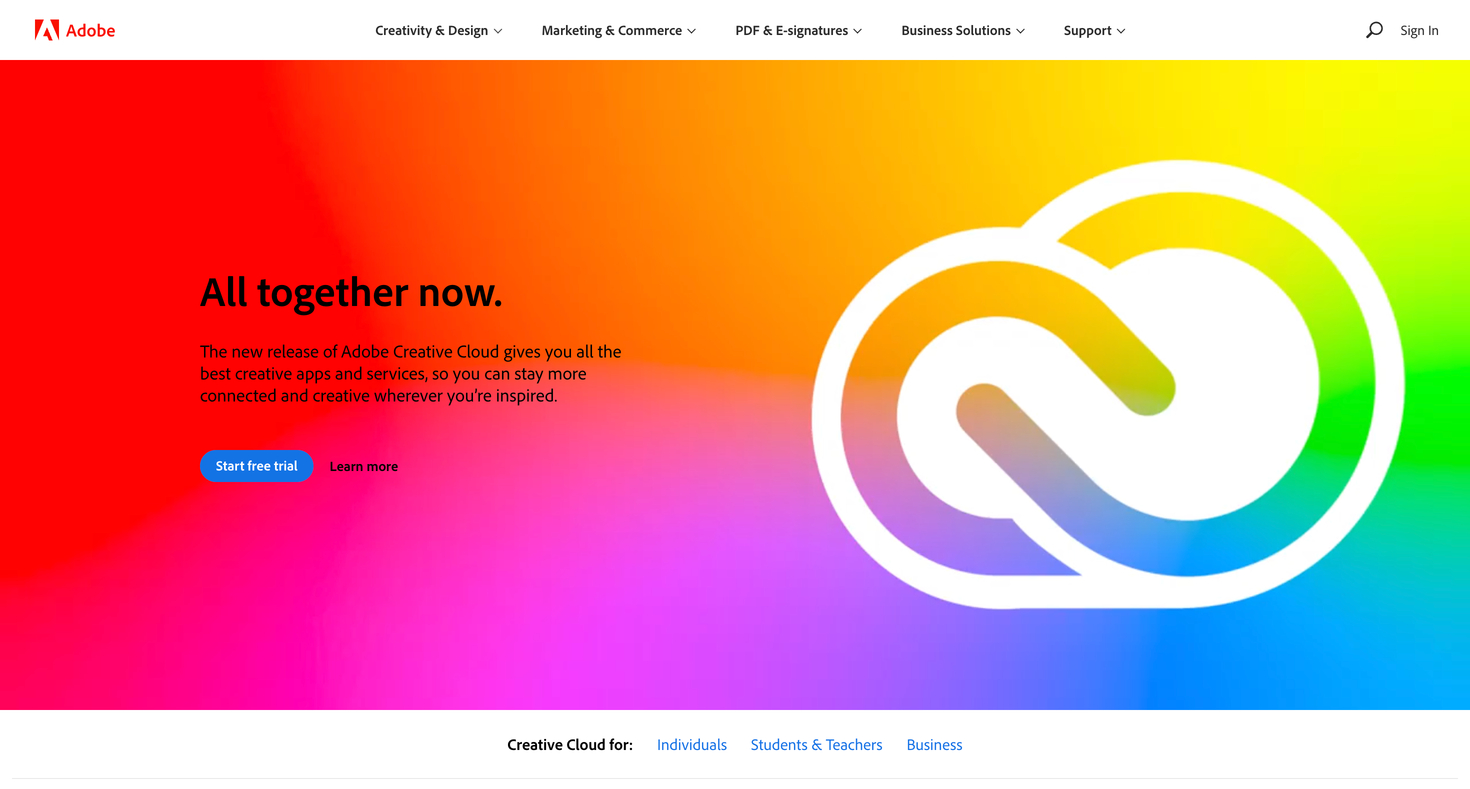 Adobe
Creativity & Design
Marketing & Commerce
PDF & E-signatures
Business Solutions
Support
Sign In
All together now.
The new release of Adobe Creative Cloud gives you all the
best creative apps and services, so you can stay more
connected and creative wherever you're inspired.
Start free trial
Learn more
Creative Cloud for:
Individuals
Students & Teachers
Business